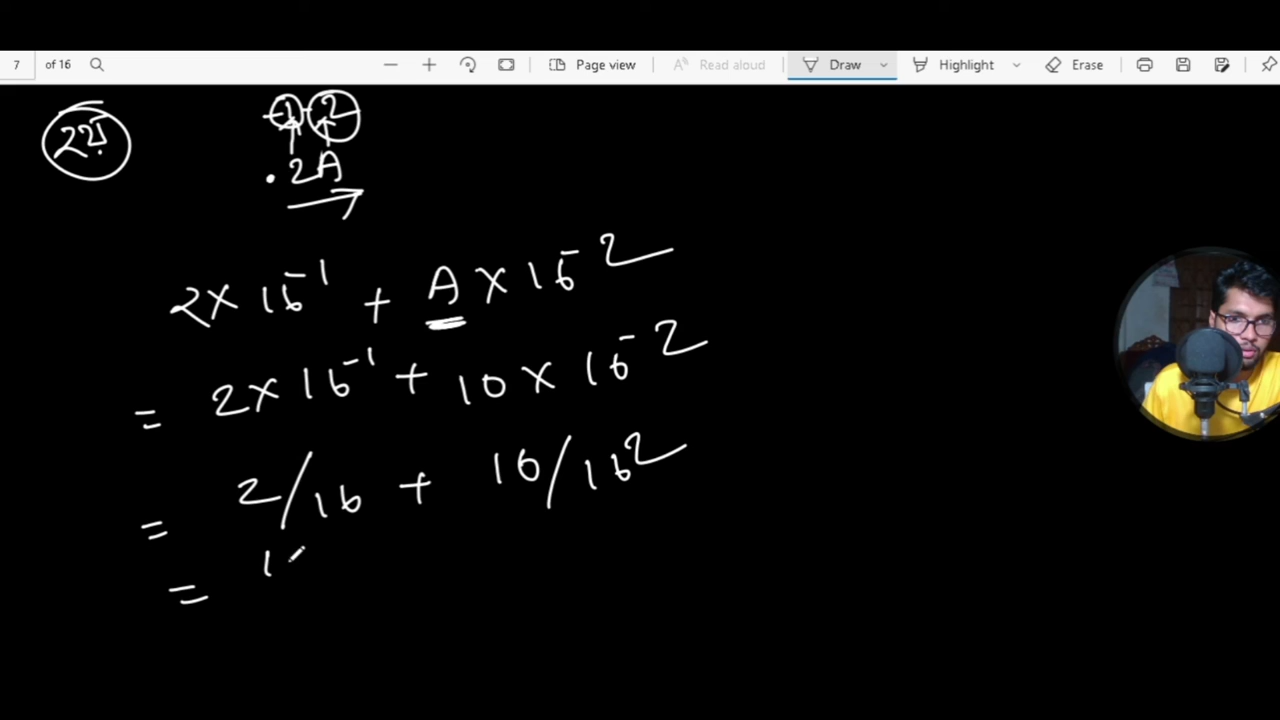 7 of 16 Page view Read aloud Draw Highlight Erase
-1 -2
.2A
2 × 16⁻¹ + A × 16⁻²
= 2 × 16⁻¹ + 10 × 16⁻²
= 2/16 + 10/16²
=